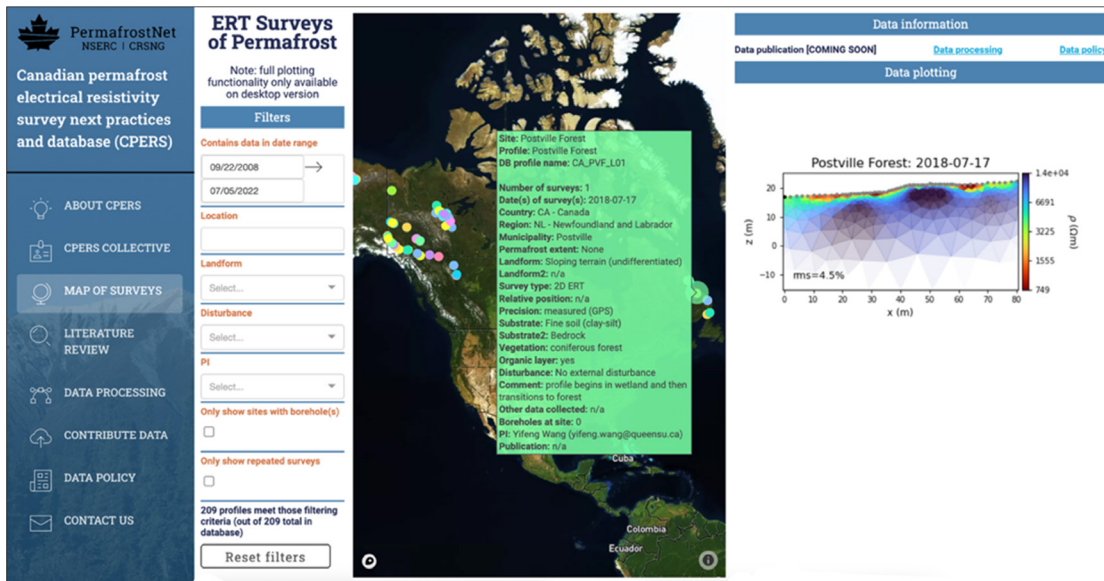 PermafrostNet
NSERC | CRSNG
Canadian permafrost
electrical resistivity
survey next practices
and database (CPERS)
ABOUT CPERS
CPERS COLLECTIVE
MAP OF SURVEYS
LITERATURE
REVIEW
DATA PROCESSING
CONTRIBUTE DATA
DATA POLICY
CONTACT US
ERT Surveys
of Permafrost
Note: full plotting
functionality only available
on desktop version
Filters
Contains data in date range
09/22/2008
07/05/2022
Location
Landform
Select...
Disturbance
Select...
PI
Select...
Only show sites with borehole(s)
Only show repeated surveys
209 profiles meet those filtering
criteria (out of 209 total in
database)
Reset filters
Site: Postville Forest
Profile: Postville Forest
DB profile name: CA_PVF_L01
Number of surveys: 1
Date(s) of survey(s): 2018-07-17
Country: CA - Canada
Region: NL - Newfoundland and Labrador
Municipality: Postville
Permafrost extent: None
Landform: Sloping terrain (undifferentiated)
Landform2: n/a
Survey type: 2D ERT
Relative position: n/a
Precision: measured (GPS)
Substrate: Fine soil (clay-silt)
Substrate2: Bedrock
Vegetation: coniferous forest
Organic layer: yes
Disturbance: No external disturbance
Comment: profile begins in wetland and then
transitions to forest
Other data collected: n/a
Boreholes at site: 0
PI: Yifeng Wang (yifeng.wang@queensu.ca)
Publication: n/a
Cuba
Colombia
Ecuador
Data information
Data publication [COMING SOON] Data processing Data policy
Data plotting
Postville Forest: 2018-07-17
20
10
0
−10
z (m)
rms=4.5%
0 10 20 30 40 50 60 70 80
x (m)
1.4e+04
6691
3225
1555
749
ρ (Ωm)